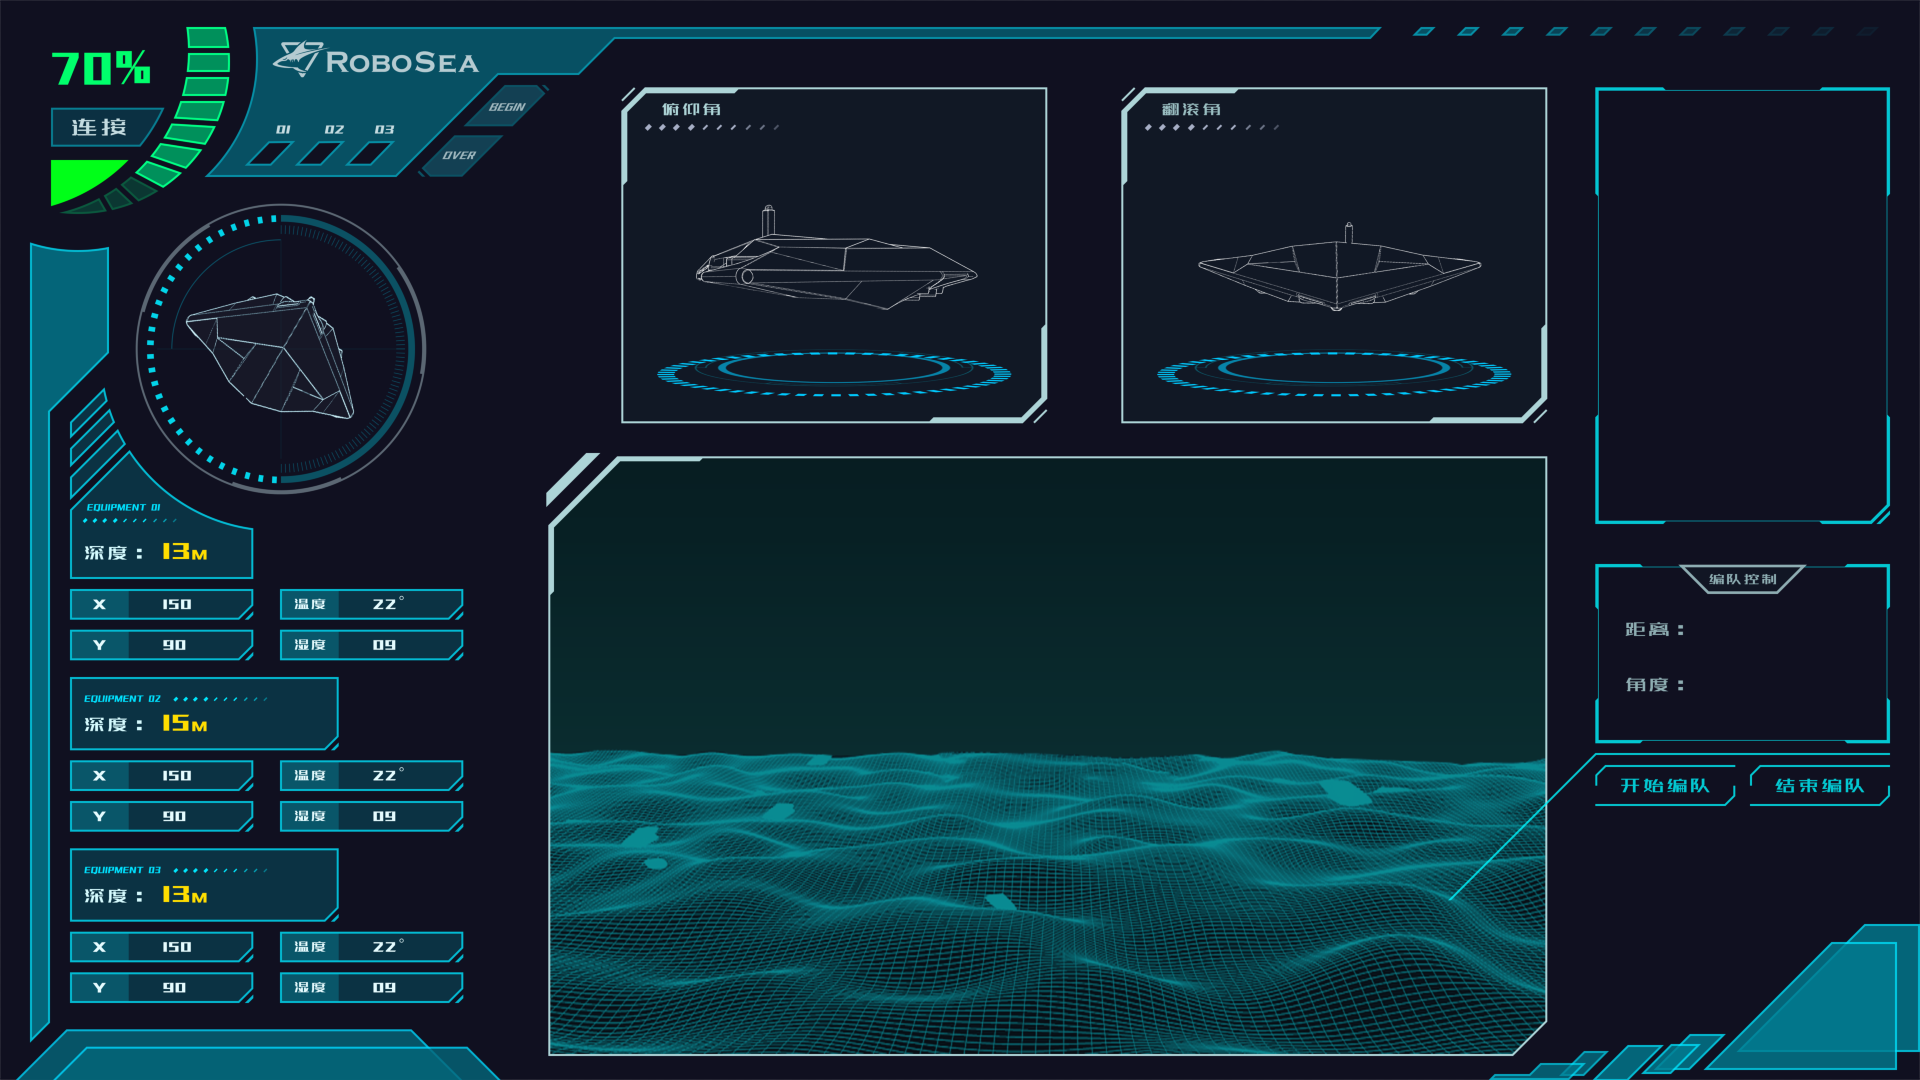 70%
连接
ROBOSEA
01 02 03
BEGIN
OVER
俯仰角
翻滚角
EQUIPMENT 01
深度： 13M
X 150 温度 22°
Y 90 湿度 09
EQUIPMENT 02
深度： 15M
X 150 温度 22°
Y 90 湿度 09
EQUIPMENT 03
深度： 13M
X 150 温度 22°
Y 90 湿度 09
编队控制
距离：
角度：
开始编队 结束编队